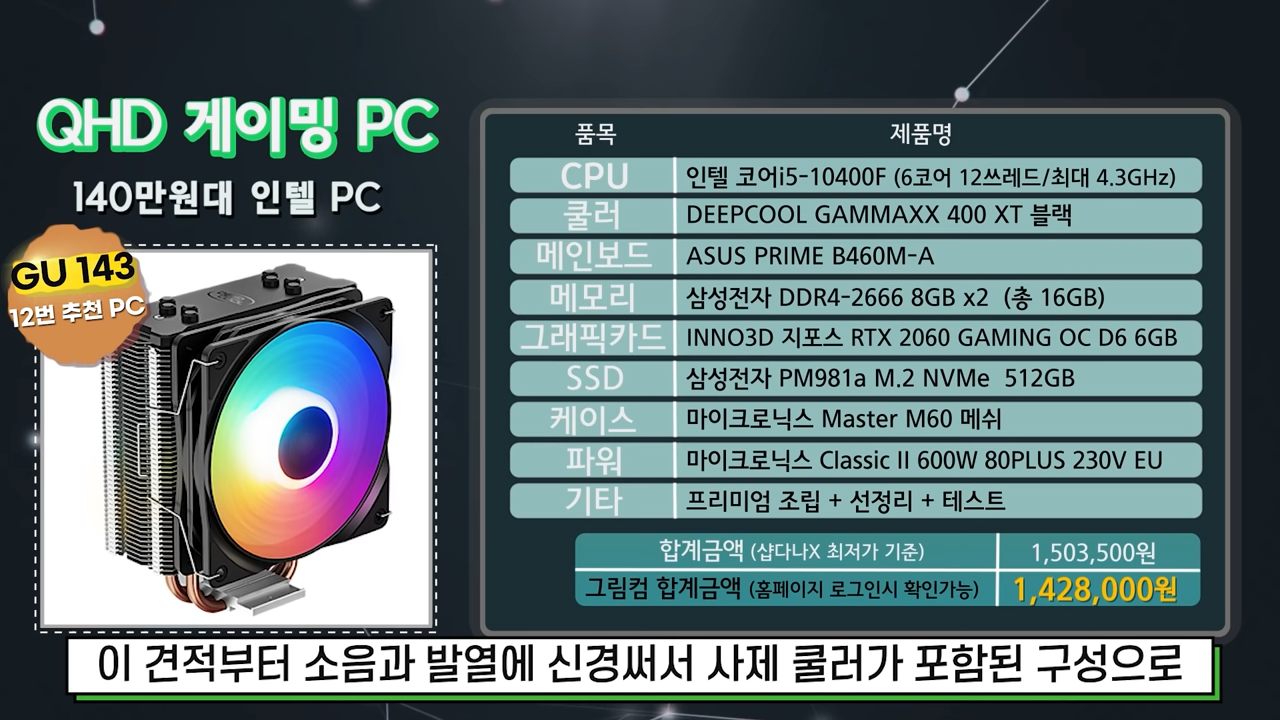 QHD 게이밍 PC
140만원대 인텔 PC
GU 143
12번 추천 PC
품목 제품명
CPU 인텔 코어i5-10400F (6코어 12쓰레드/최대 4.3GHz)
쿨러 DEEPCOOL GAMMAXX 400 XT 블랙
메인보드 ASUS PRIME B460M-A
메모리 삼성전자 DDR4-2666 8GB x2 (총 16GB)
그래픽카드 INNO3D 지포스 RTX 2060 GAMING OC D6 6GB
SSD 삼성전자 PM981a M.2 NVMe 512GB
케이스 마이크로닉스 Master M60 메쉬
파워 마이크로닉스 Classic II 600W 80PLUS 230V EU
기타 프리미엄 조립 + 선정리 + 테스트
합계금액 (샵다나X 최저가 기준) 1,503,500원
그림컴 합계금액 (홈페이지 로그인시 확인가능) 1,428,000원
이 견적부터 소음과 발열에 신경써서 사제 쿨러가 포함된 구성으로